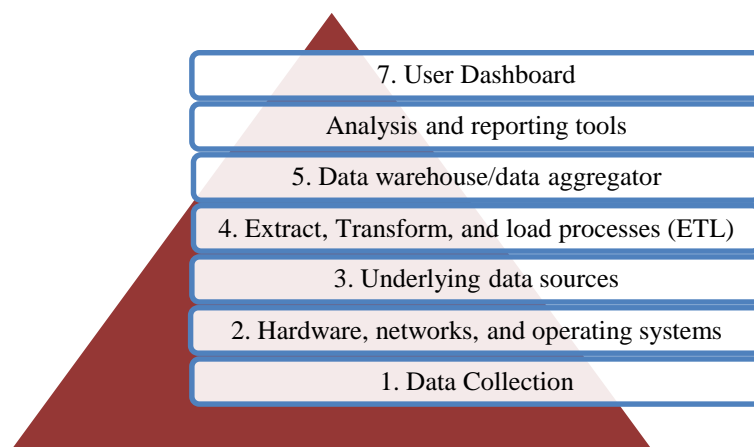 7. User Dashboard
Analysis and reporting tools
5. Data warehouse/data aggregator
4. Extract, Transform, and load processes (ETL)
3. Underlying data sources
2. Hardware, networks, and operating systems
1. Data Collection